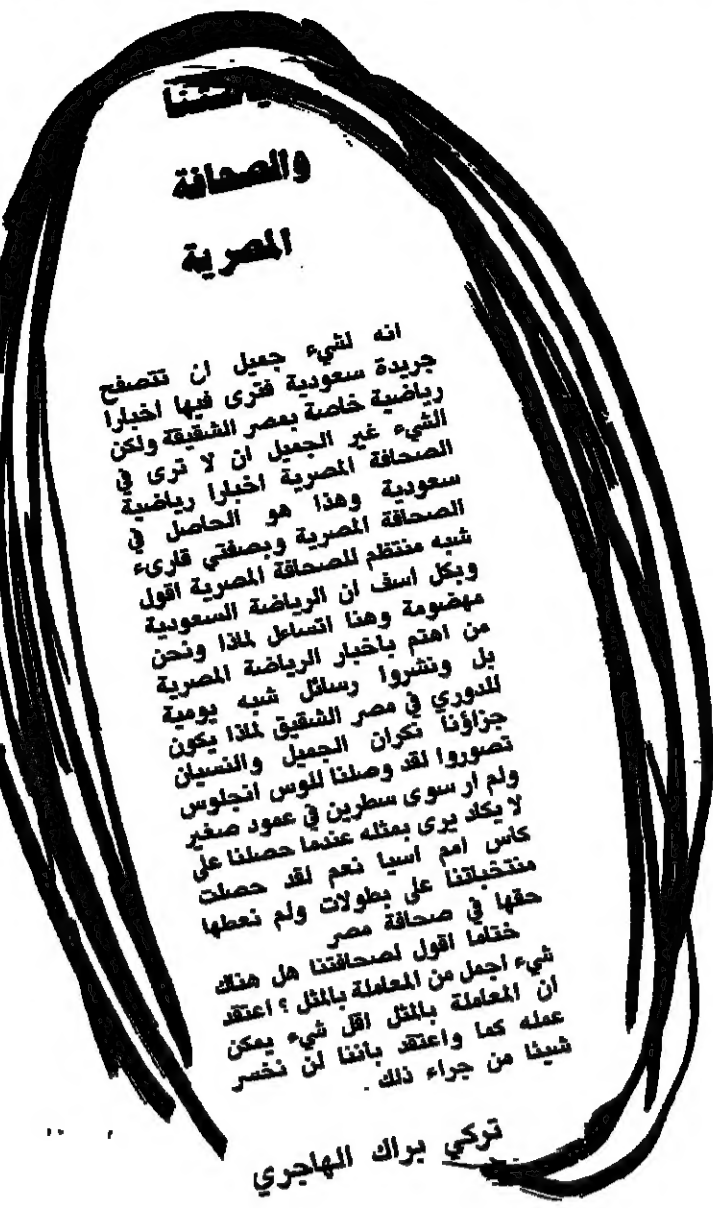 والصحافة
المصرية
انه لشيء جميل ان تتصفح
جريدة سعودية فترى فيها اخبارا
رياضية خاصة بمصر الشقيقة ولكن
الشيء غير الجميل ان لا ترى في
الصحافة المصرية اخبارا رياضية
سعودية وهذا هو الحاصل في
الصحافة المصرية وبصفتي قارىء
شبه منتظم للصحافة المصرية اقول
وبكل اسف ان الرياضة السعودية
مهضومة وهنا اتساعل لماذا ونحن
من اهتم باخبار الرياضة المصرية
بل ونشروا رسائل شبه يومية
للدوري في مصر الشقيق لماذا يكون
جزاؤنا نكران الجميل والنسيان
تصوروا لقد وصلنا للوس انجلوس
ولم ار سوى سطرين في عمود صغير
لا يكاد يرى بمثله عندما حصلنا على
كاس امم اسيا نعم لقد حصلت
منتخباتنا على بطولات ولم تعطها
حقها في صحافة مصر
ختاما اقول لصحافتنا هل هناك
شيء اجمل من المعاملة بالمثل ؟ اعتقد
ان المعاملة بالمثل اقل شيء يمكن
عمله كما واعتقد بأننا لن نخسر
شيئا من جراء ذلك .
تركي براك الهاجري